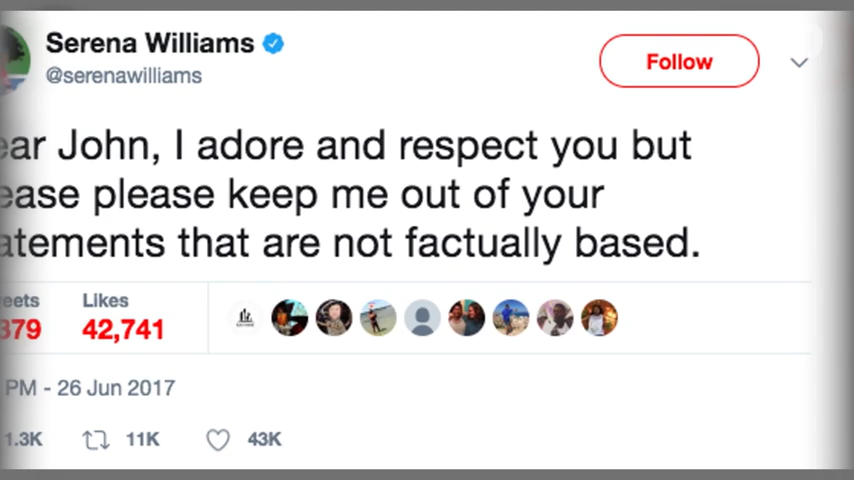 Serena Williams
@serenawilliams
Follow
ear John, I adore and respect you but
ease please keep me out of your
atements that are not factually based.
eets Likes
379 42,741
PM - 26 Jun 2017
1.3K 11K 43K